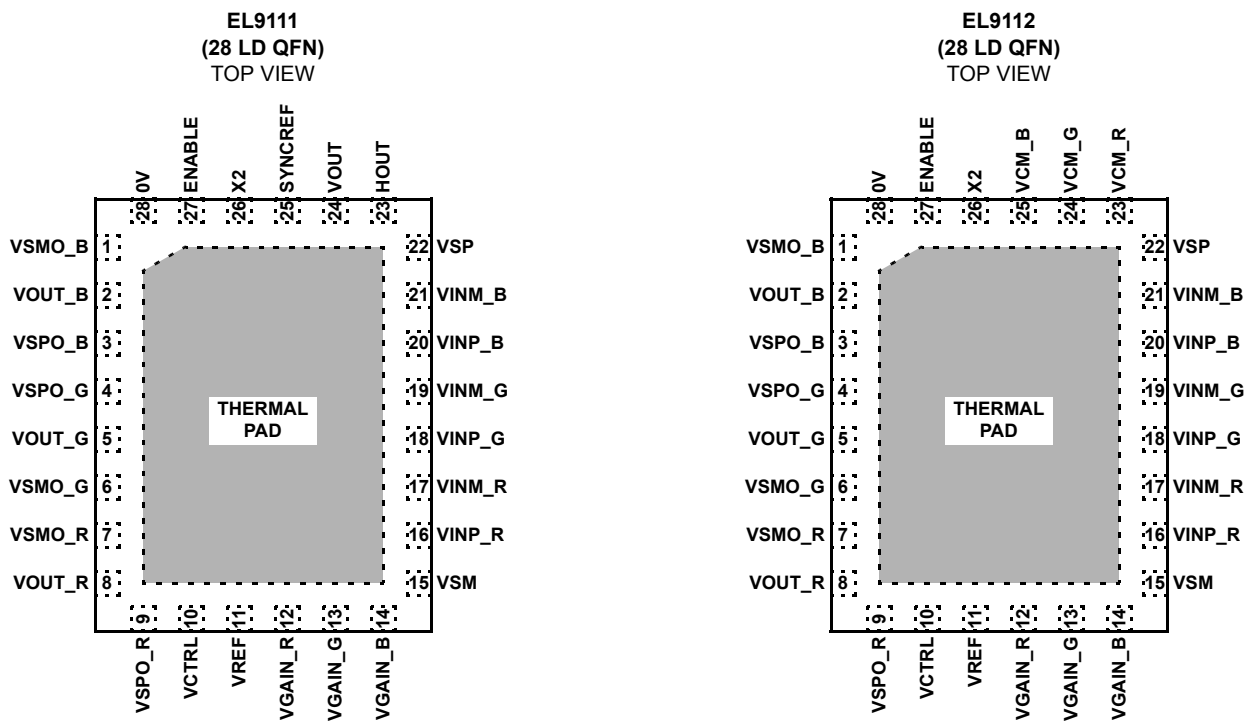 EL9111
(28 LD QFN)
TOP VIEW
28 0V
27 ENABLE
26 X2
25 SYNCREF
24 VOUT
23 HOUT
VSMO_B 1
VOUT_B 2
VSPO_B 3
VSPO_G 4
VOUT_G 5
VSMO_G 6
VSMO_R 7
VOUT_R 8
THERMAL
PAD
22 VSP
21 VINM_B
20 VINP_B
19 VINM_G
18 VINP_G
17 VINM_R
16 VINP_R
15 VSM
VSPO_R 9
VCTRL 10
VREF 11
VGAIN_R 12
VGAIN_G 13
VGAIN_B 14
EL9112
(28 LD QFN)
TOP VIEW
28 0V
27 ENABLE
26 X2
25 VCM_B
24 VCM_G
23 VCM_R
VSMO_B 1
VOUT_B 2
VSPO_B 3
VSPO_G 4
VOUT_G 5
VSMO_G 6
VSMO_R 7
VOUT_R 8
THERMAL
PAD
22 VSP
21 VINM_B
20 VINP_B
19 VINM_G
18 VINP_G
17 VINM_R
16 VINP_R
15 VSM
VSPO_R 9
VCTRL 10
VREF 11
VGAIN_R 12
VGAIN_G 13
VGAIN_B 14